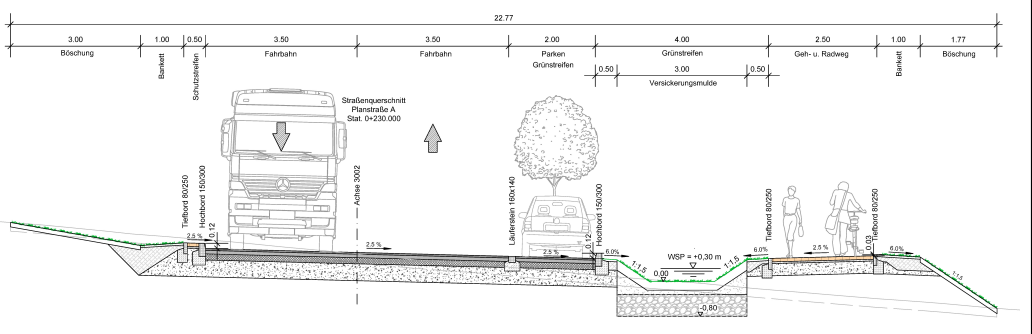 22.77
3.00
1.00
0.50
3.50
3.50
2.00
4.00
2.50
1.00
1.77
Böschung
Bankett
Schutzstreifen
Fahrbahn
Fahrbahn
Parken
Grünstreifen
Grünstreifen
Geh- u. Radweg
Bankett
Böschung
0.50
3.00
0.50
Versickerungsmulde
Straßenquerschnitt
Planstraße A
Stat. 0+230.000
Achse 3002
Tiefbord 80/250
Hochbord 150/300
0.12
Läuferstein 160x140
Hochbord 150/300
0.12
Tiefbord 80/250
Tiefbord 80/250
0.03
2.5 %
2.5 %
2.5 %
6.0%
1:1,5
WSP = +0,30 m
0.00
1:1,5
6.0%
2.5 %
6.0%
1:1,5
-0,80